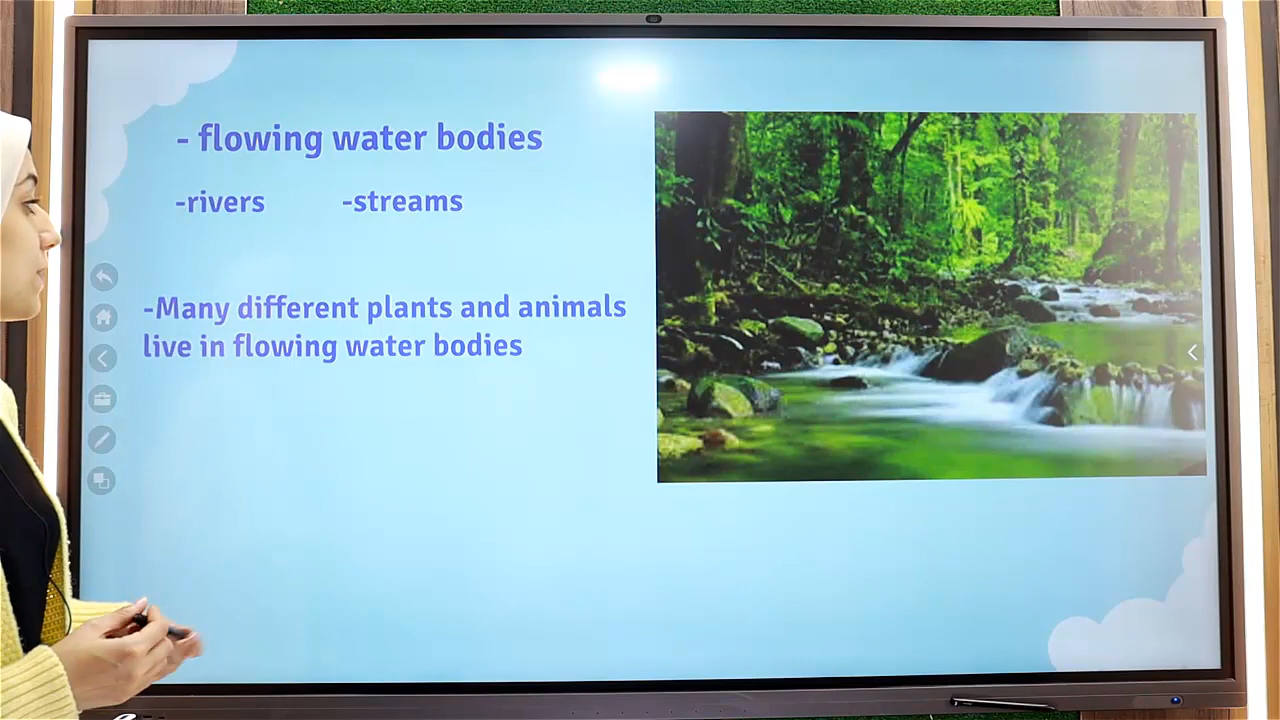 - flowing water bodies
-rivers -streams
-Many different plants and animals
live in flowing water bodies